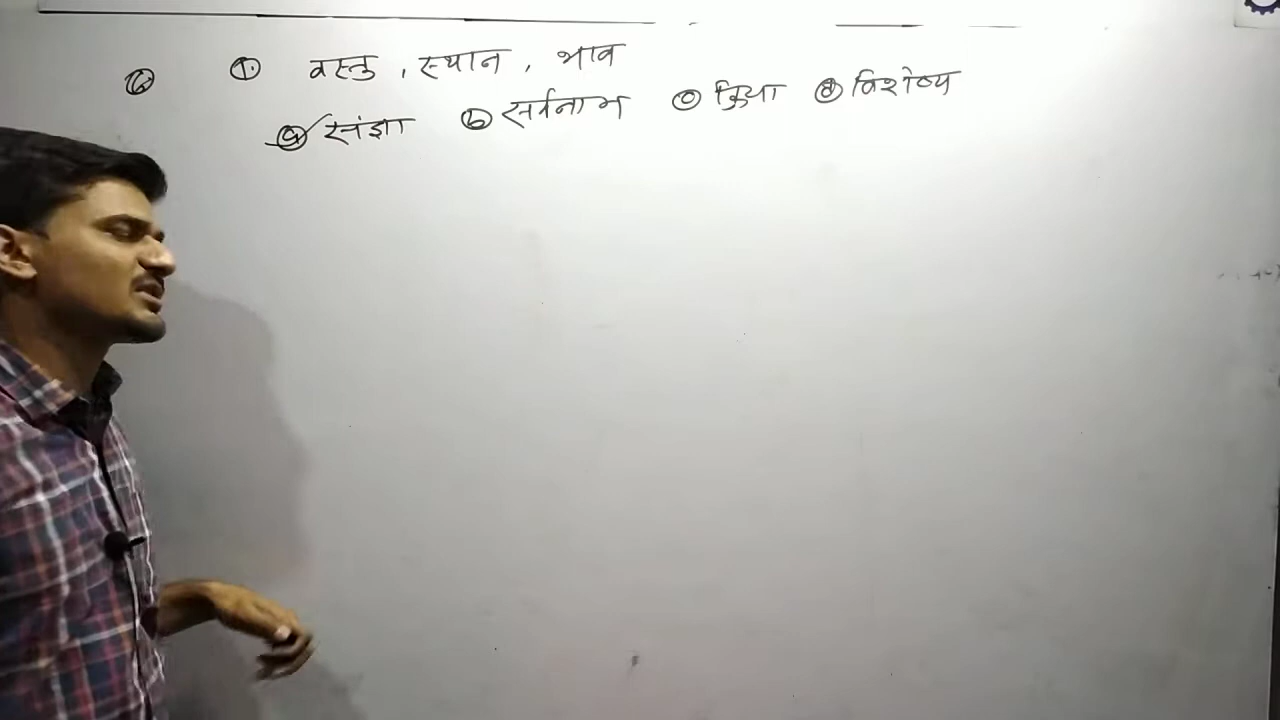 ⑥ ① वस्तु , स्थान , भाव
ⓐ संज्ञा ⓑ सर्वनाम ⓒ क्रिया ⓓ विशेष्य